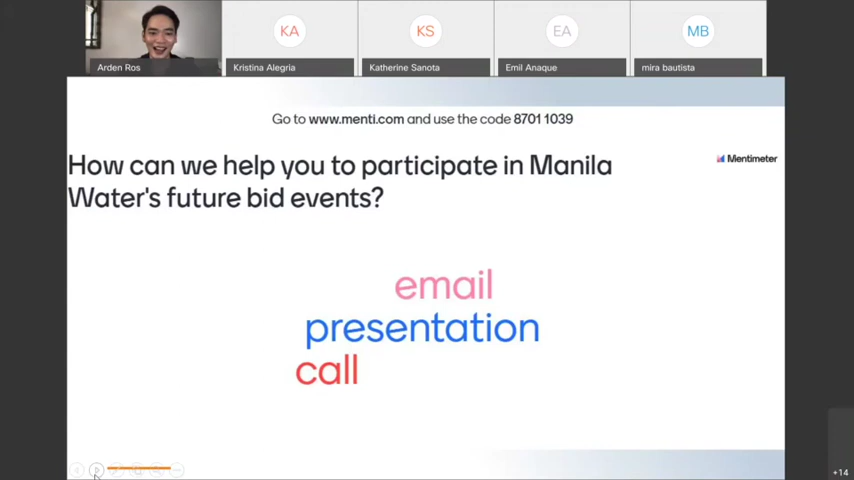 KA
KS
EA
MB
Arden Ros
Kristina Alegria
Katherine Sanota
Emil Anaque
mira bautista
Go to www.menti.com and use the code 8701 1039
Mentimeter
How can we help you to participate in Manila
Water's future bid events?
email
presentation
call
+14